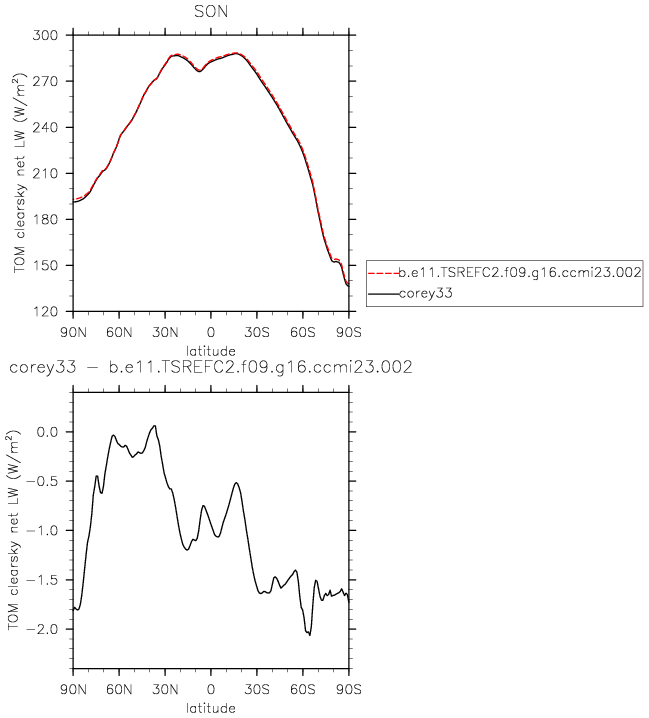 SON
300
270
240
210
180
150
120
TOM clearsky net LW (W/m²)
90N 60N 30N 0 30S 60S 90S
latitude
b.e11.TSREFC2.f09.g16.ccmi23.002
corey33
corey33 − b.e11.TSREFC2.f09.g16.ccmi23.002
0.0
−0.5
−1.0
−1.5
−2.0
TOM clearsky net LW (W/m²)
90N 60N 30N 0 30S 60S 90S
latitude